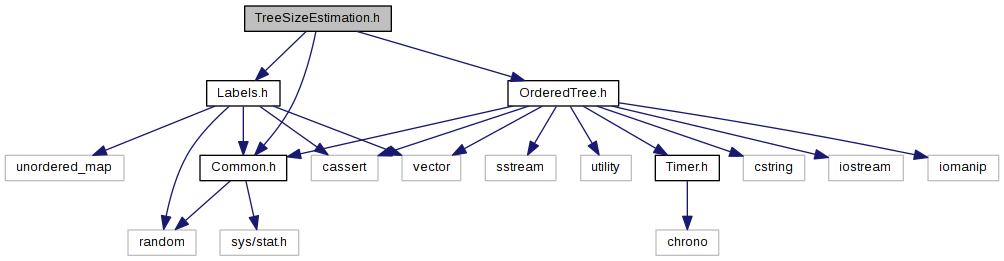 TreeSizeEstimation.h
Labels.h
OrderedTree.h
unordered_map
Common.h
cassert
vector
sstream
utility
Timer.h
cstring
iostream
iomanip
random
sys/stat.h
chrono